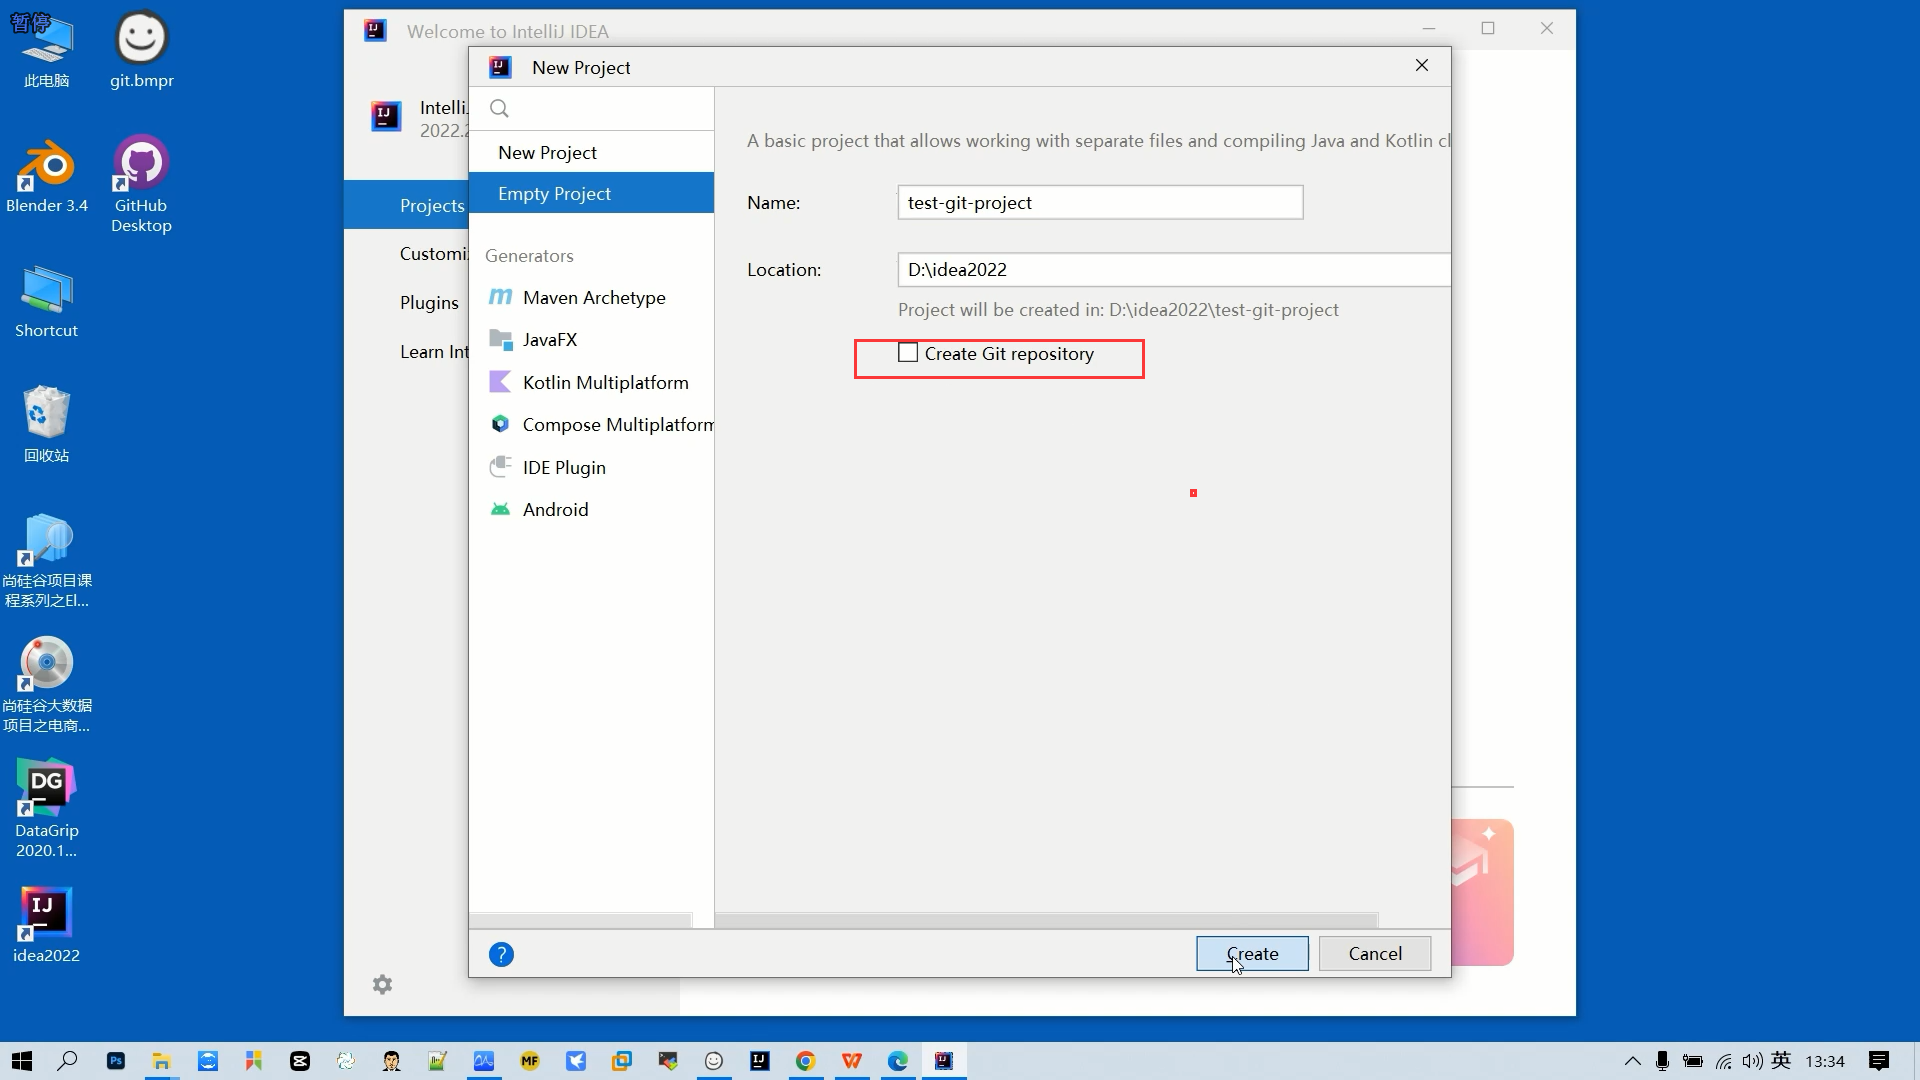 暂停
此电脑
git.bmpr
Blender 3.4
GitHub
Desktop
Shortcut
回收站
尚硅谷项目课
程系列之El...
尚硅谷大数据
项目之电商...
DG
DataGrip
2020.1...
IJ
idea2022
Welcome to IntelliJ IDEA
IntelliJ
2022.2
Projects
Customi
Plugins
Learn Int
New Project
New Project
Empty Project
Generators
Maven Archetype
JavaFX
Kotlin Multiplatform
Compose Multiplatform
IDE Plugin
Android
A basic project that allows working with separate files and compiling Java and Kotlin cl
Name:
test-git-project
Location:
D:\idea2022
Project will be created in: D:\idea2022\test-git-project
Create Git repository
?
Create
Cancel
Ps
MF
IJ
英
13:34